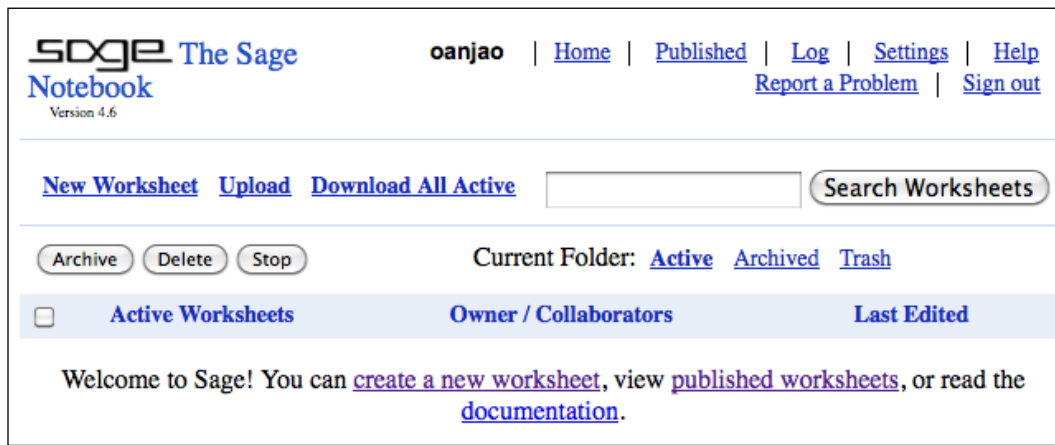 sage The Sage oanjao | Home | Published | Log | Settings | Help
Notebook Report a Problem | Sign out
Version 4.6
New Worksheet Upload Download All Active Search Worksheets
Archive Delete Stop Current Folder: Active Archived Trash
Active Worksheets Owner / Collaborators Last Edited
Welcome to Sage! You can create a new worksheet, view published worksheets, or read the
documentation.